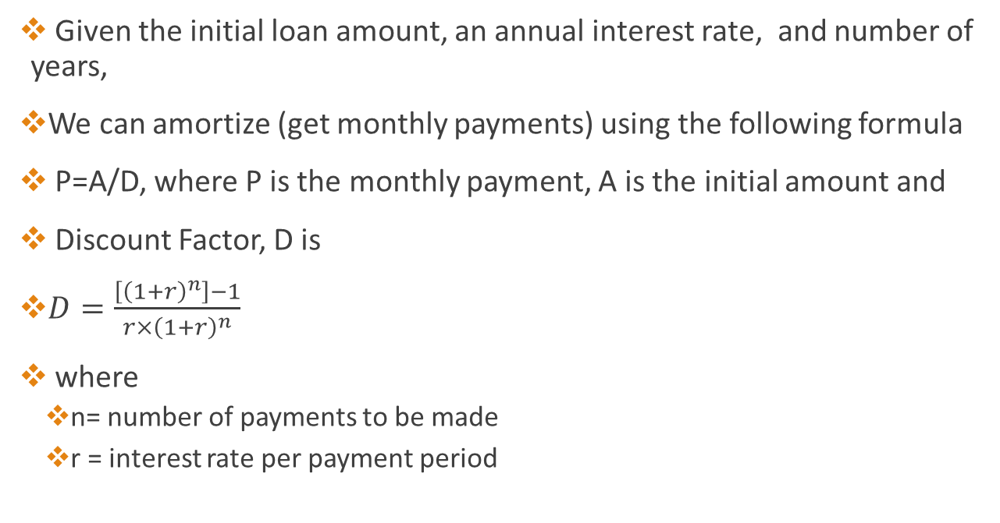 ❖ Given the initial loan amount, an annual interest rate, and number of
years,
❖We can amortize (get monthly payments) using the following formula
❖ P=A/D, where P is the monthly payment, A is the initial amount and
❖ Discount Factor, D is
❖D = [(1+r)^n]−1 / r×(1+r)^n
❖ where
❖n= number of payments to be made
❖r = interest rate per payment period